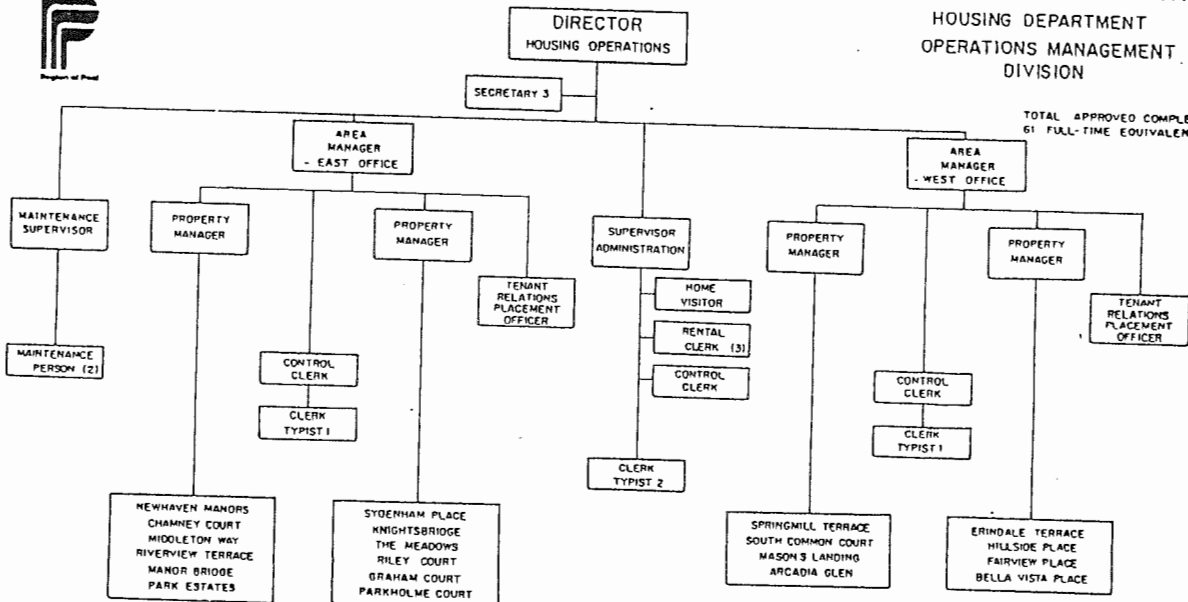 Region of Peel
HOUSING DEPARTMENT
OPERATIONS MANAGEMENT
DIVISION
TOTAL APPROVED COMPLE
61 FULL-TIME EQUIVALEN
DIRECTOR
HOUSING OPERATIONS
SECRETARY 3
AREA
MANAGER
- EAST OFFICE
AREA
MANAGER
- WEST OFFICE
MAINTENANCE
SUPERVISOR
PROPERTY
MANAGER
PROPERTY
MANAGER
SUPERVISOR
ADMINISTRATION
PROPERTY
MANAGER
PROPERTY
MANAGER
TENANT
RELATIONS
PLACEMENT
OFFICER
HOME
VISITOR
RENTAL
CLERK (3)
CONTROL
CLERK
TENANT
RELATIONS
PLACEMENT
OFFICER
MAINTENANCE
PERSON (2)
CONTROL
CLERK
CLERK
TYPIST 1
CONTROL
CLERK
CLERK
TYPIST 1
CLERK
TYPIST 2
NEWHAVEN MANORS
CHAMNEY COURT
MIDDLETON WAY
RIVERVIEW TERRACE
MANOR BRIDGE
PARK ESTATES
SYDENHAM PLACE
KNIGHTSBRIDGE
THE MEADOWS
RILEY COURT
GRAHAM COURT
PARKHOLME COURT
SPRINGMILL TERRACE
SOUTH COMMON COURT
MASONS LANDING
ARCADIA GLEN
ERINDALE TERRACE
HILLSIDE PLACE
FAIRVIEW PLACE
BELLA VISTA PLACE